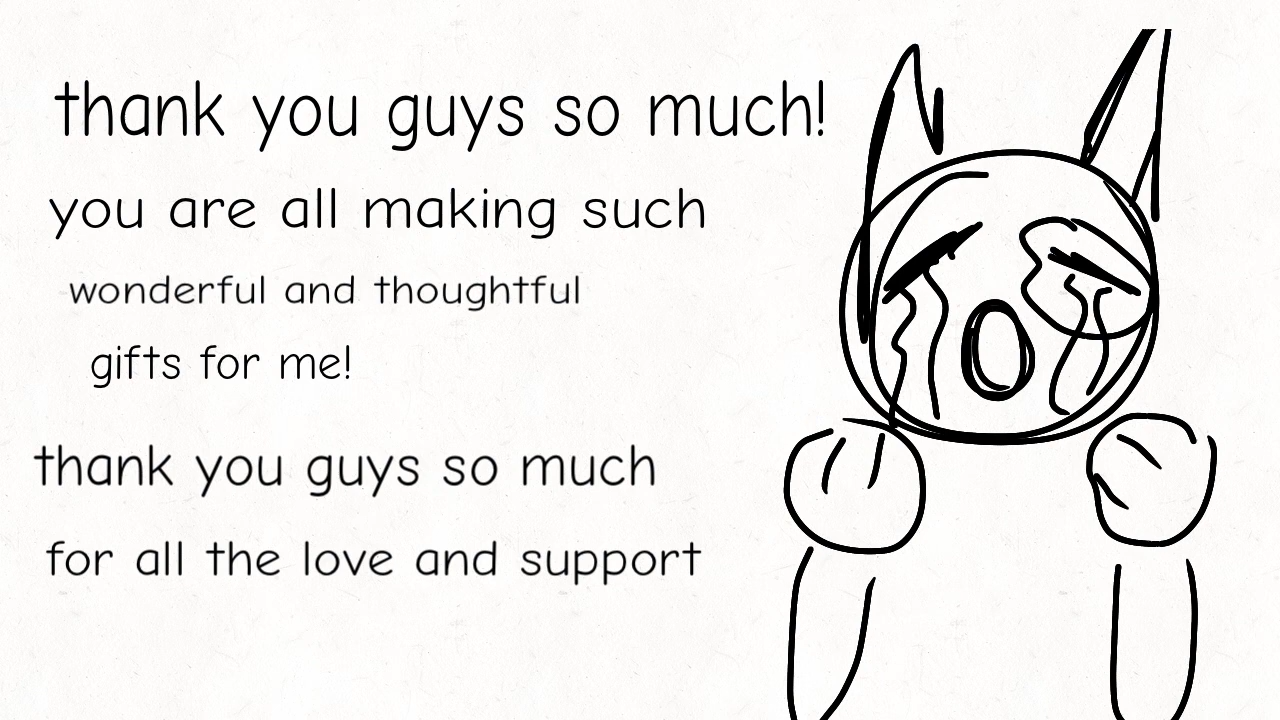 thank you guys so much!
you are all making such
wonderful and thoughtful
gifts for me!
thank you guys so much
for all the love and support